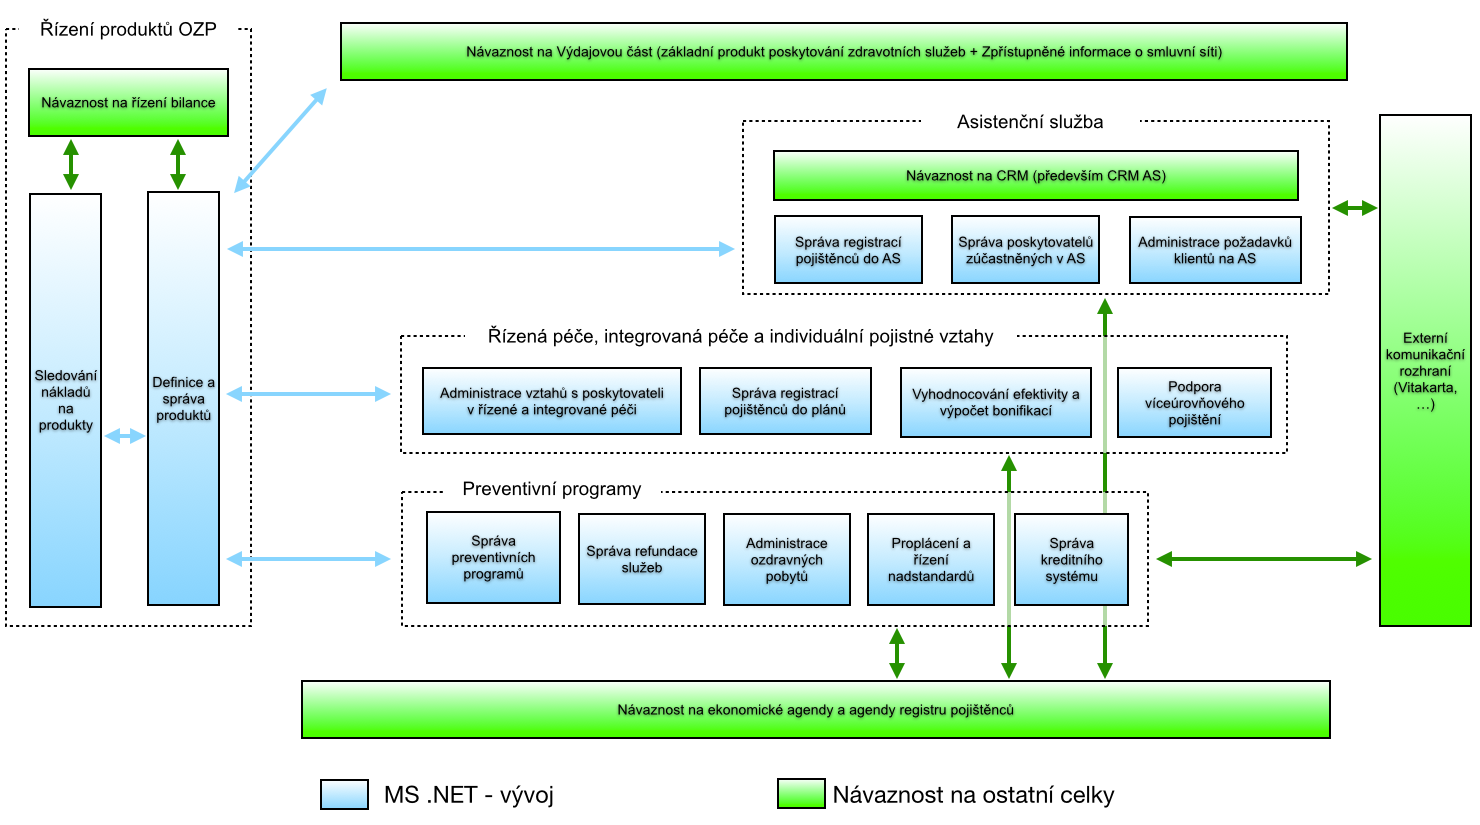 Řízení produktů OZP
Návaznost na řízení bilance
Sledování
nákladů
na
produkty
Definice a
správa
produktů
Návaznost na Výdajovou část (základní produkt poskytování zdravotních služeb + Zpřístupněné informace o smluvní síti)
Asistenční služba
Návaznost na CRM (především CRM AS)
Správa registrací
pojištěnců do AS
Správa poskytovatelů
zúčastněných v AS
Administrace požadavků
klientů na AS
Řízená péče, integrovaná péče a individuální pojistné vztahy
Administrace vztahů s poskytovateli
v řízené a integrované péči
Správa registrací
pojištěnců do plánů
Vyhodnocování efektivity a
výpočet bonifikací
Podpora
víceúrovňového
pojištění
Preventivní programy
Správa
preventivních
programů
Správa refundace
služeb
Administrace
ozdravných
pobytů
Proplácení a
řízení
nadstandardů
Správa
kreditního
systému
Externí
komunikační
rozhraní
(Vitakarta,
…)
Návaznost na ekonomické agendy a agendy registru pojištěnců
MS .NET - vývoj
Návaznost na ostatní celky